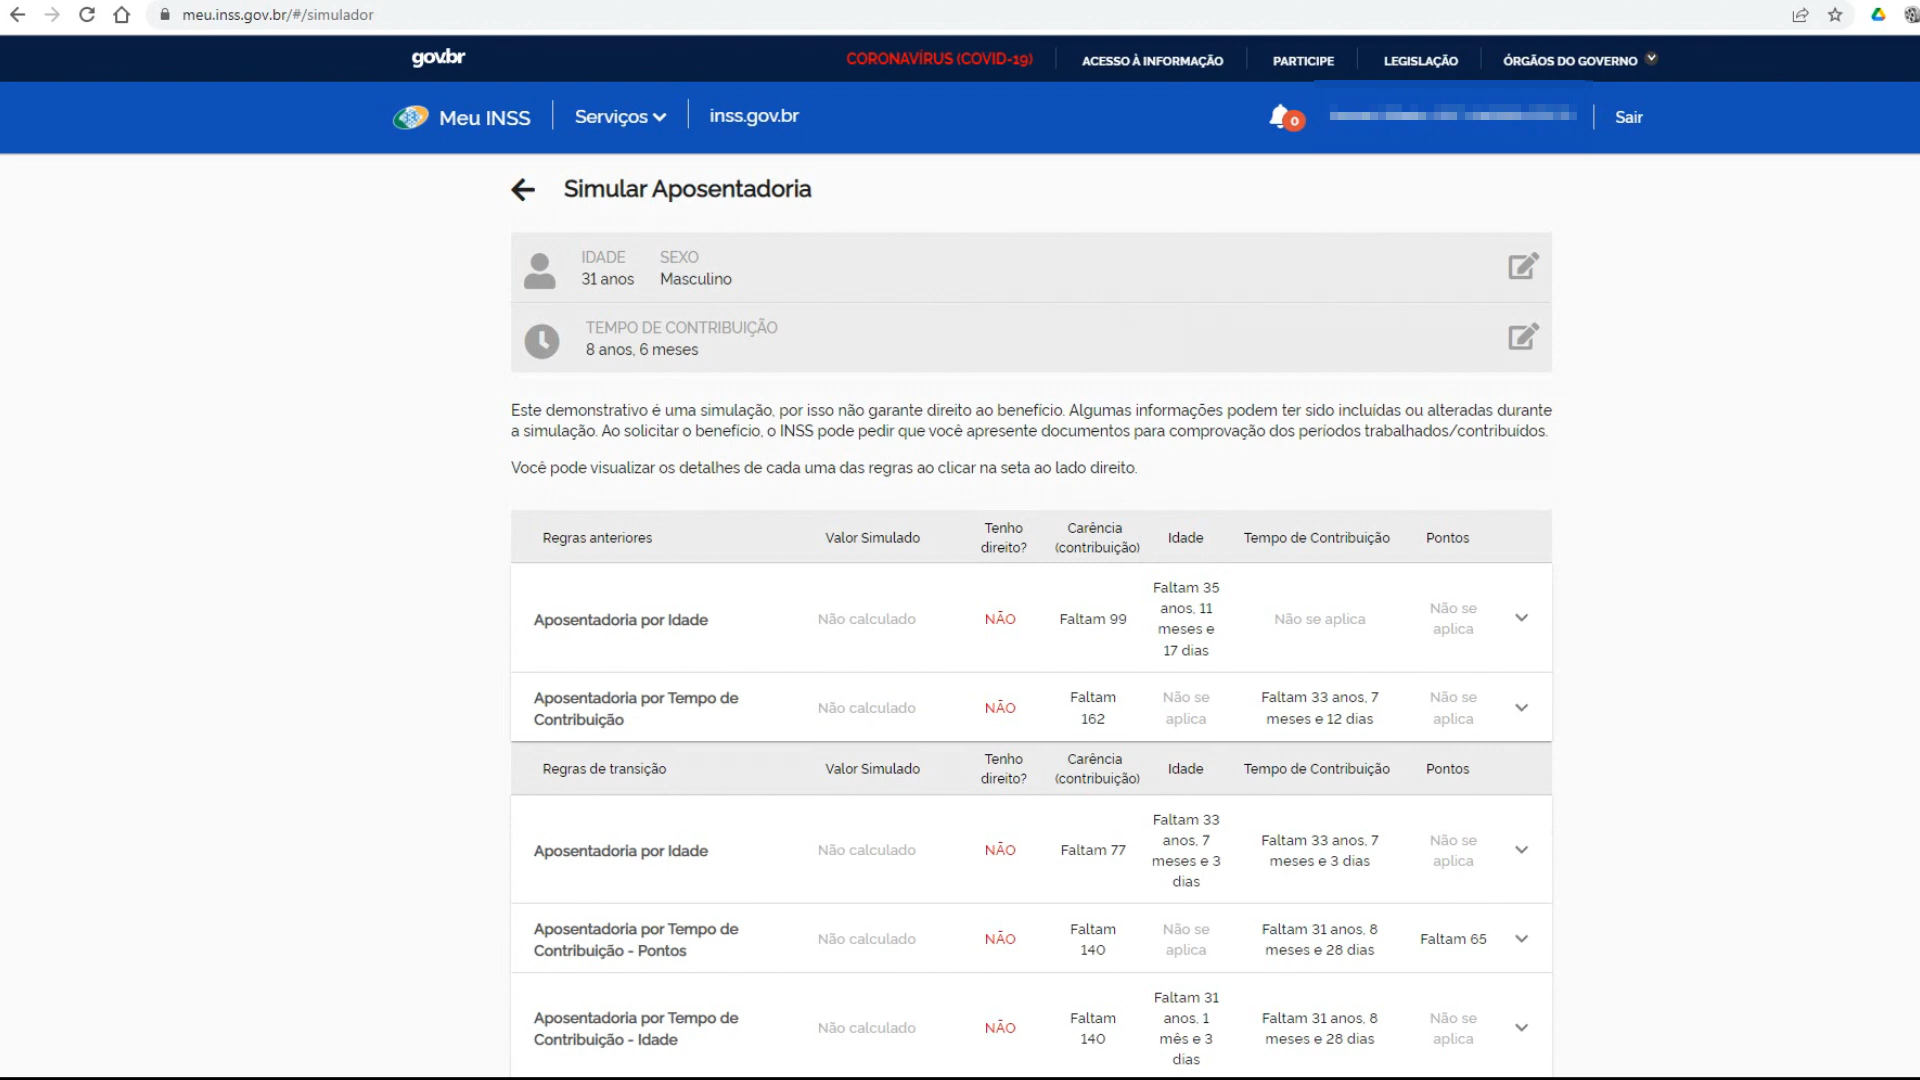 meu.inss.gov.br/#/simulador
gov.br
CORONAVÍRUS (COVID-19)
ACESSO À INFORMAÇÃO
PARTICIPE
LEGISLAÇÃO
ÓRGÃOS DO GOVERNO
Meu INSS
Serviços
inss.gov.br
0
Sair
Simular Aposentadoria
IDADE SEXO
31 anos Masculino
TEMPO DE CONTRIBUIÇÃO
8 anos, 6 meses
Este demonstrativo é uma simulação, por isso não garante direito ao benefício. Algumas informações podem ter sido incluídas ou alteradas durante
a simulação. Ao solicitar o benefício, o INSS pode pedir que você apresente documentos para comprovação dos períodos trabalhados/contribuídos.
Você pode visualizar os detalhes de cada uma das regras ao clicar na seta ao lado direito.
Regras anteriores
Valor Simulado
Tenho
direito?
Carência
(contribuição)
Idade
Tempo de Contribuição
Pontos
Aposentadoria por Idade
Não calculado
NÃO
Faltam 99
Faltam 35
anos, 11
meses e
17 dias
Não se aplica
Não se
aplica
Aposentadoria por Tempo de
Contribuição
Não calculado
NÃO
Faltam
162
Não se
aplica
Faltam 33 anos, 7
meses e 12 dias
Não se
aplica
Regras de transição
Valor Simulado
Tenho
direito?
Carência
(contribuição)
Idade
Tempo de Contribuição
Pontos
Aposentadoria por Idade
Não calculado
NÃO
Faltam 77
Faltam 33
anos, 7
meses e 3
dias
Faltam 33 anos, 7
meses e 3 dias
Não se
aplica
Aposentadoria por Tempo de
Contribuição - Pontos
Não calculado
NÃO
Faltam
140
Não se
aplica
Faltam 31 anos, 8
meses e 28 dias
Faltam 65
Aposentadoria por Tempo de
Contribuição - Idade
Não calculado
NÃO
Faltam
140
Faltam 31
anos, 1
mês e 3
dias
Faltam 31 anos, 8
meses e 28 dias
Não se
aplica